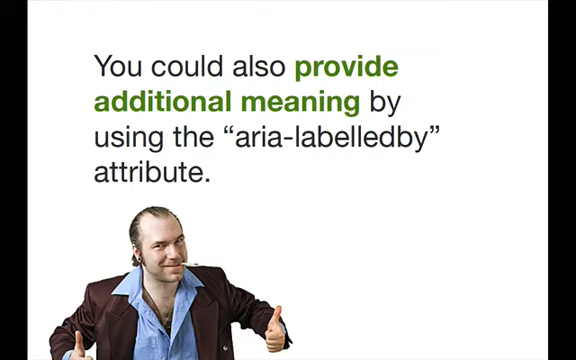 You could also provide
additional meaning by
using the “aria-labelledby”
attribute.